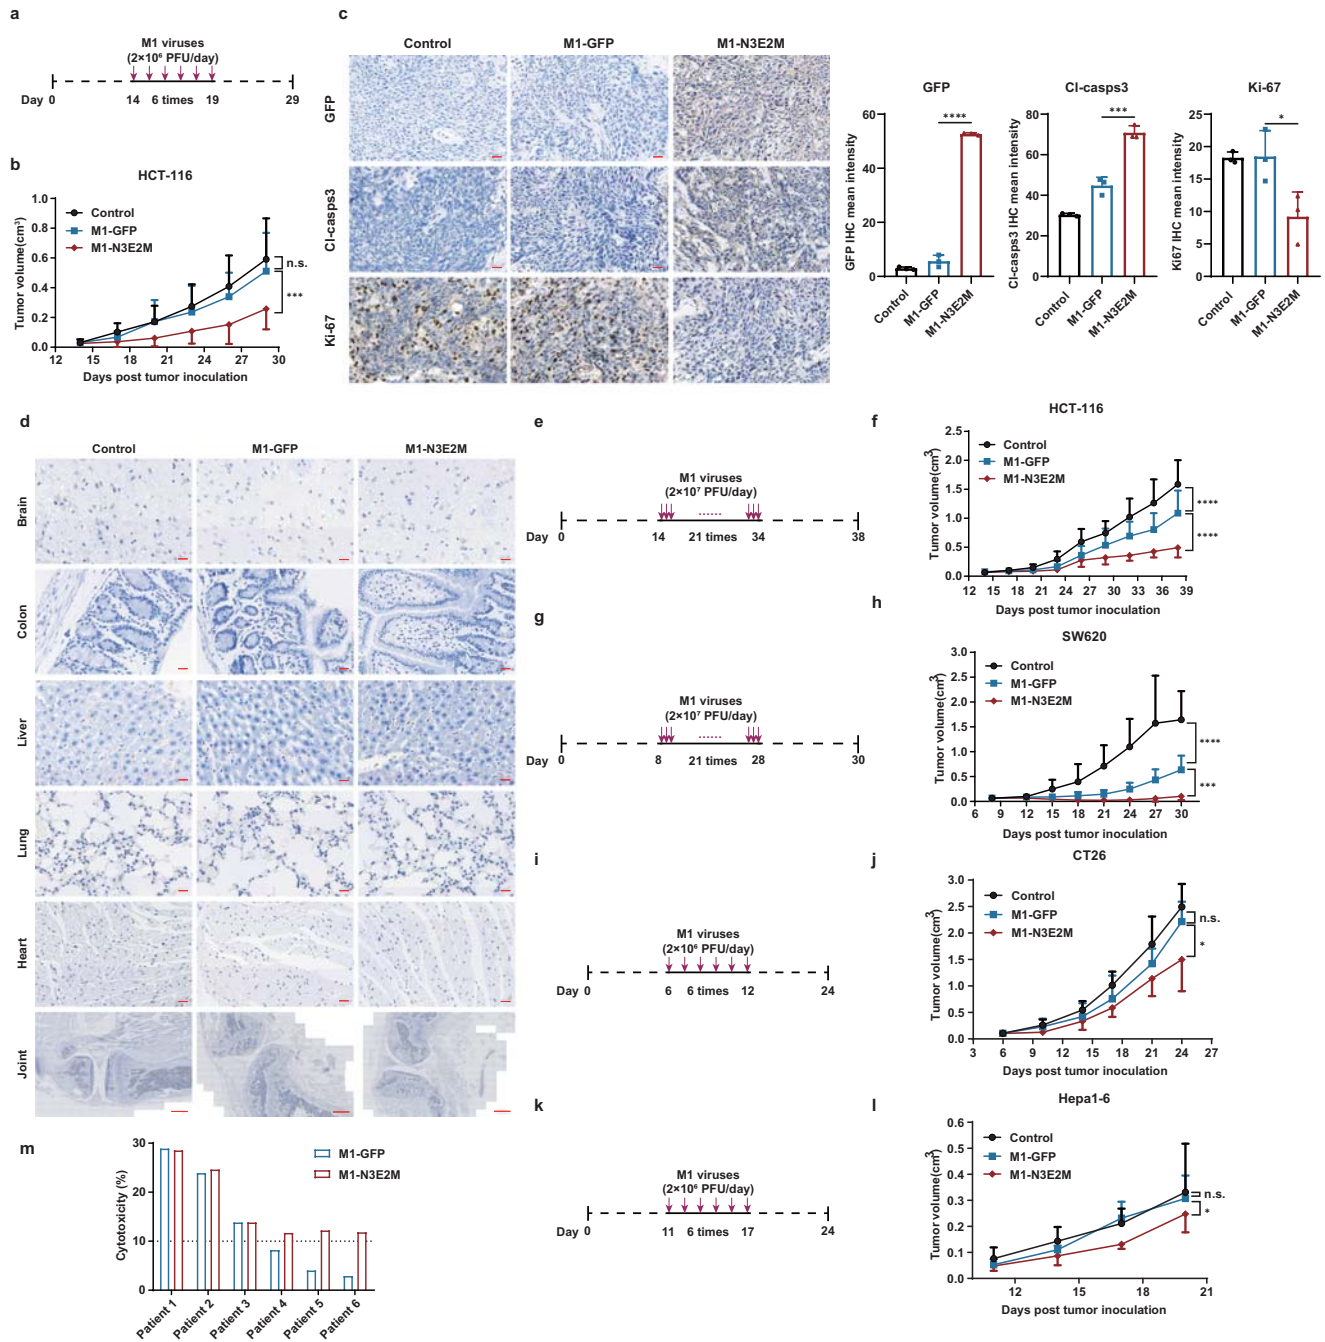 a
M1 viruses
(2×10⁶ PFU/day)
Day 0 14 6 times 19 29
b
HCT-116
Tumor volume(cm³)
1.0
0.8
0.6
0.4
0.2
0.0
Control
M1-GFP
M1-N3E2M
n.s.
***
12 15 18 21 24 27 30
Days post tumor inoculation
c
Control M1-GFP M1-N3E2M
GFP
Cl-casps3
Ki-67
GFP
GFP IHC mean intensity
60
40
20
0
****
Control M1-GFP M1-N3E2M
Cl-casps3
Cl-casps3 IHC mean intensity
80
60
40
20
0
***
Control M1-GFP M1-N3E2M
Ki-67
Ki67 IHC mean intensity
25
20
15
10
5
0
*
Control M1-GFP M1-N3E2M
d
Control M1-GFP M1-N3E2M
Brain
Colon
Liver
Lung
Heart
Joint
e
M1 viruses
(2×10⁷ PFU/day)
......
Day 0 14 21 times 34 38
f
HCT-116
Tumor volume(cm³)
2.5
2.0
1.5
1.0
0.5
0.0
Control
M1-GFP
M1-N3E2M
****
****
12 15 18 21 24 27 30 33 36 39
Days post tumor inoculation
g
M1 viruses
(2×10⁷ PFU/day)
......
Day 0 8 21 times 28 30
h
SW620
Tumor volume(cm³)
3.0
2.5
2.0
1.5
1.0
0.5
0.0
Control
M1-GFP
M1-N3E2M
****
***
6 9 12 15 18 21 24 27 30
Days post tumor inoculation
i
M1 viruses
(2×10⁶ PFU/day)
Day 0 6 6 times 12 24
j
CT26
Tumor volume(cm³)
3.0
2.5
2.0
1.5
1.0
0.5
0.0
Control
M1-GFP
M1-N3E2M
n.s.
*
3 6 9 12 15 18 21 24 27
Days post tumor inoculation
k
M1 viruses
(2×10⁶ PFU/day)
Day 0 11 6 times 17 24
l
Hepa1-6
Tumor volume(cm³)
0.6
0.5
0.4
0.3
0.2
0.1
0.0
Control
M1-GFP
M1-N3E2M
n.s.
*
12 15 18 21
Days post tumor inoculation
m
Cytotoxicity (%)
30
20
10
0
M1-GFP
M1-N3E2M
Patient 1 Patient 2 Patient 3 Patient 4 Patient 5 Patient 6